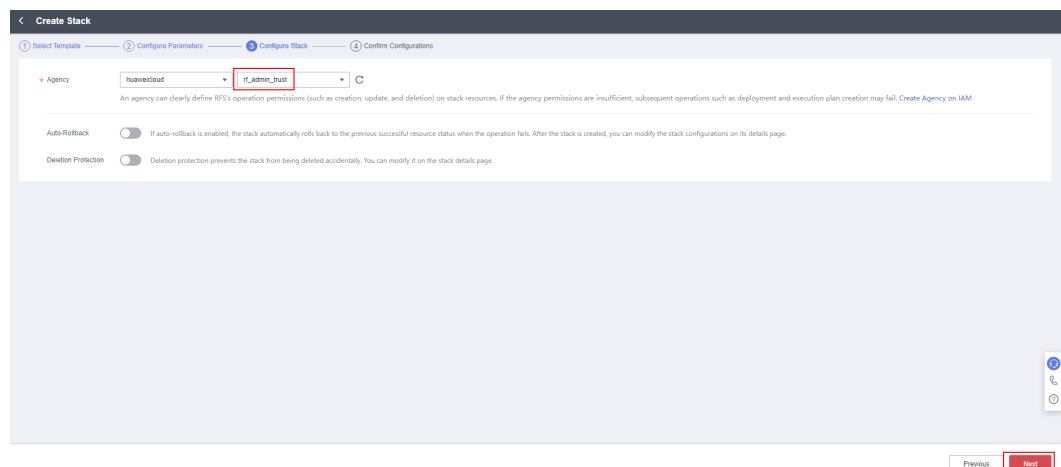 < Create Stack
1 Select Template 2 Configure Parameters 3 Configure Stack 4 Confirm Configurations
* Agency huaweicloud rf_admin_trust
An agency can clearly define RFS's operation permissions (such as creation, update, and deletion) on stack resources. If the agency permissions are insufficient, subsequent operations such as deployment and execution plan creation may fail. Create Agency on IAM
Auto-Rollback If auto-rollback is enabled, the stack automatically rolls back to the previous successful resource status when the operation fails. After the stack is created, you can modify the stack configurations on its details page.
Deletion Protection Deletion protection prevents the stack from being deleted accidentally. You can modify it on the stack details page.
Previous Next